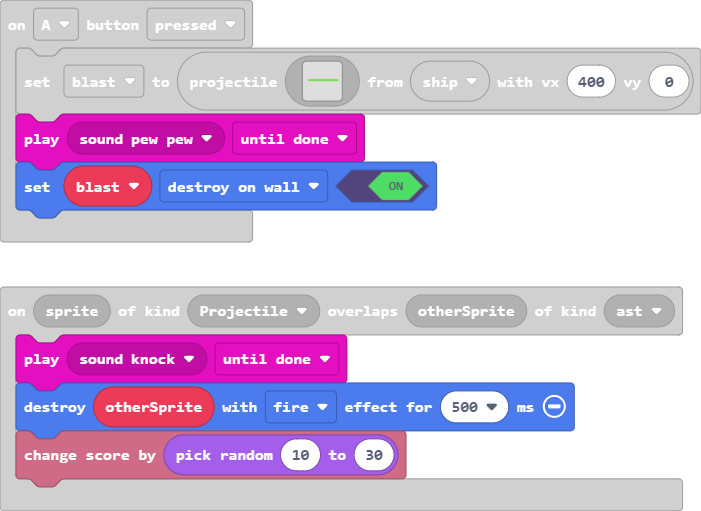 on A button pressed
set blast to projectile from ship with vx 400 vy 0
play sound pew pew until done
set blast destroy on wall ON
on sprite of kind Projectile overlaps otherSprite of kind ast
play sound knock until done
destroy otherSprite with fire effect for 500 ms
change score by pick random 10 to 30